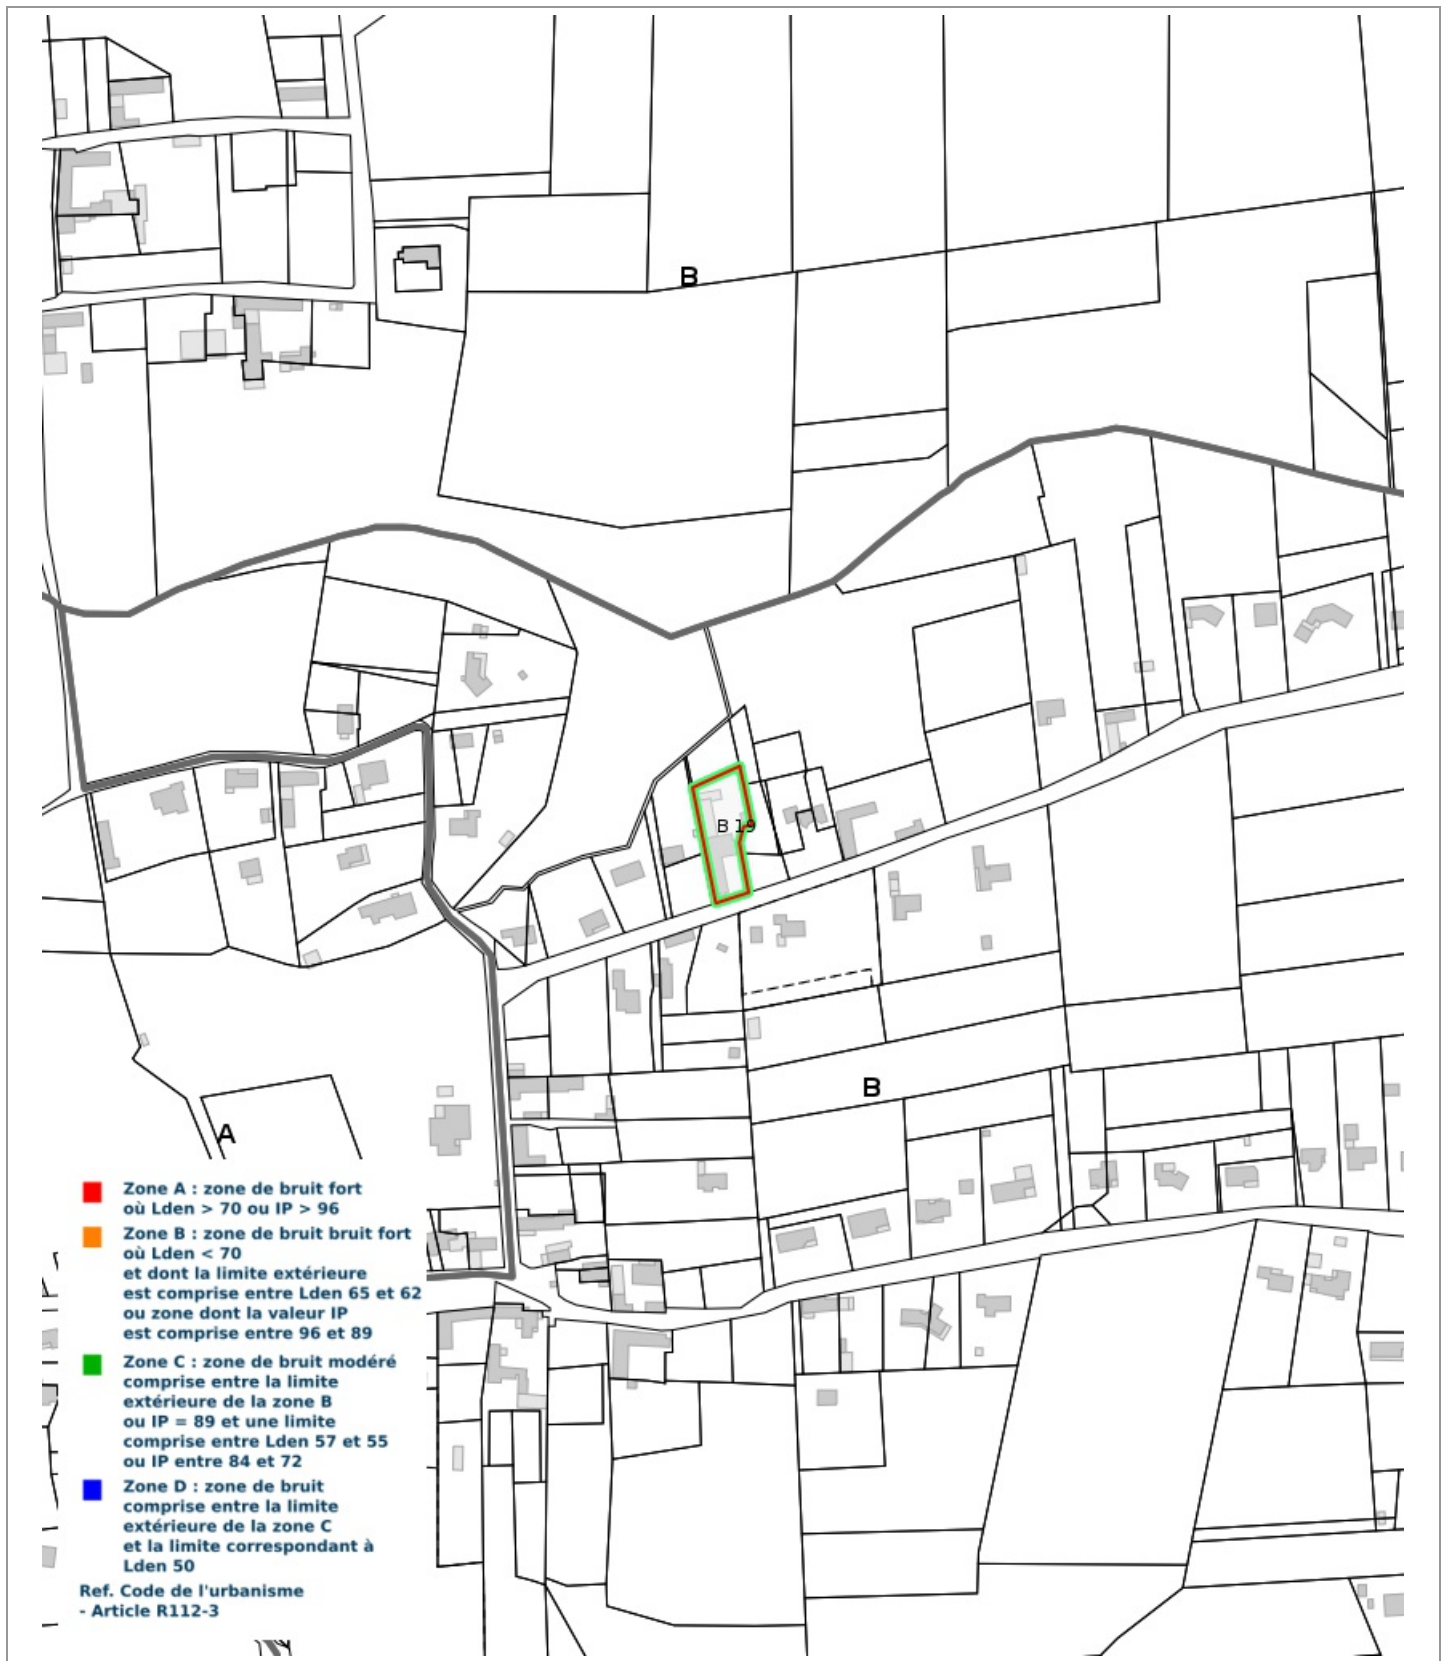 B
B 19
B
A
Zone A : zone de bruit fort
où Lden > 70 ou IP > 96
Zone B : zone de bruit bruit fort
où Lden < 70
et dont la limite extérieure
est comprise entre Lden 65 et 62
ou zone dont la valeur IP
est comprise entre 96 et 89
Zone C : zone de bruit modéré
comprise entre la limite
extérieure de la zone B
ou IP = 89 et une limite
comprise entre Lden 57 et 55
ou IP entre 84 et 72
Zone D : zone de bruit
comprise entre la limite
extérieure de la zone C
et la limite correspondant à
Lden 50
Ref. Code de l'urbanisme
- Article R112-3